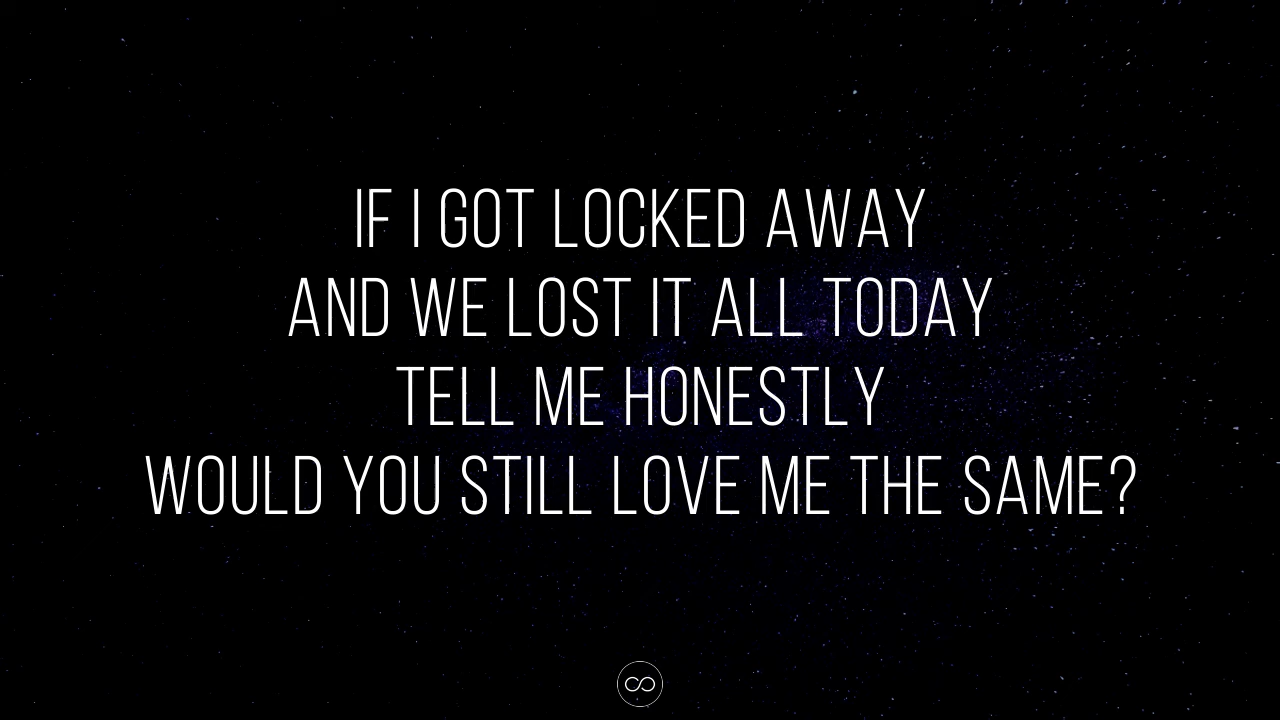 IF I GOT LOCKED AWAY
AND WE LOST IT ALL TODAY
TELL ME HONESTLY
WOULD YOU STILL LOVE ME THE SAME?